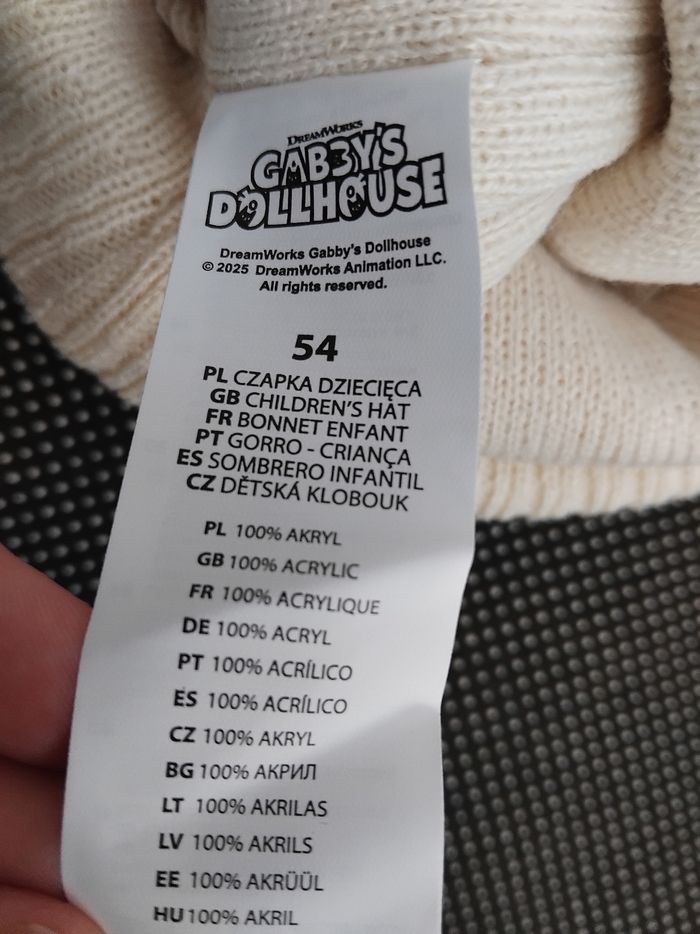 DREAMWORKS
GABBY'S
DOLLHOUSE
DreamWorks Gabby's Dollhouse
© 2025 DreamWorks Animation LLC.
All rights reserved.
54
PL CZAPKA DZIECIĘCA
GB CHILDREN'S HAT
FR BONNET ENFANT
PT GORRO - CRIANÇA
ES SOMBRERO INFANTIL
CZ DĚTSKÁ KLOBOUK
PL 100% AKRYL
GB 100% ACRYLIC
FR 100% ACRYLIQUE
DE 100% ACRYL
PT 100% ACRÍLICO
ES 100% ACRÍLICO
CZ 100% AKRYL
BG 100% АКРИЛ
LT 100% AKRILAS
LV 100% AKRILS
EE 100% AKRÜÜL
HU 100% AKRIL